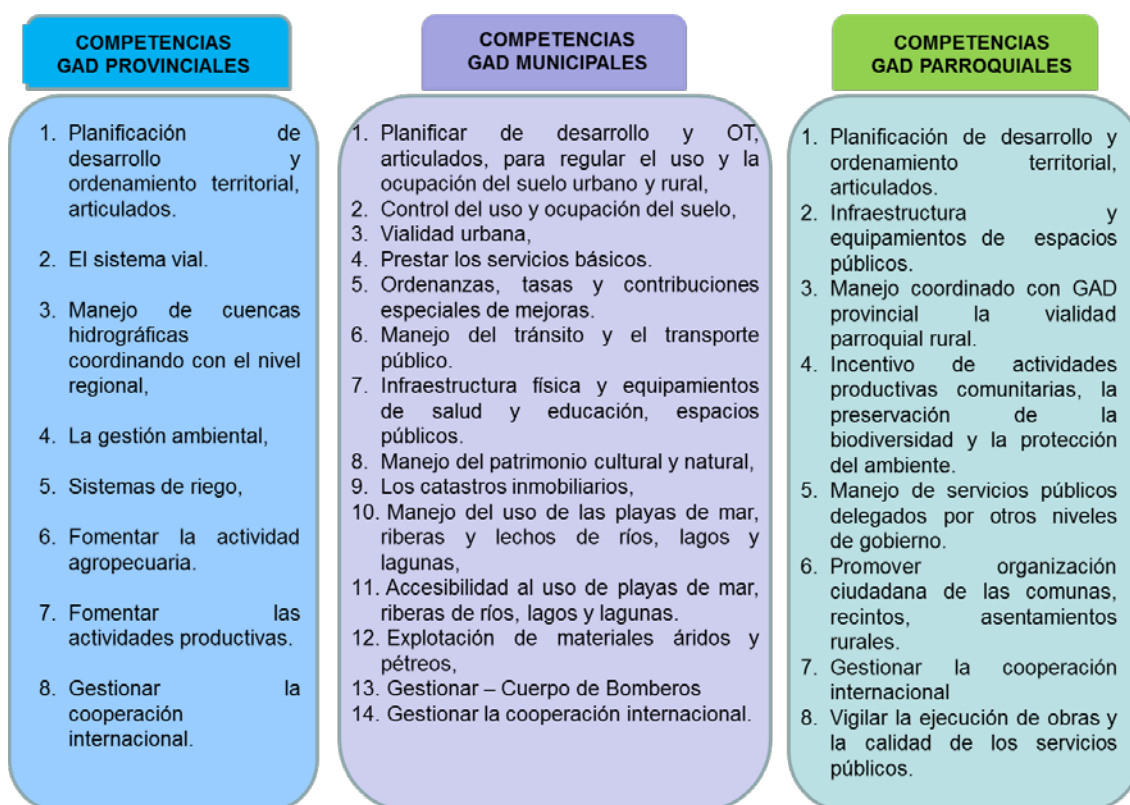 COMPETENCIAS
GAD PROVINCIALES
1. Planificación de
desarrollo y
ordenamiento territorial,
articulados.
2. El sistema vial.
3. Manejo de cuencas
hidrográficas
coordinando con el nivel
regional,
4. La gestión ambiental,
5. Sistemas de riego,
6. Fomentar la actividad
agropecuaria.
7. Fomentar las
actividades productivas.
8. Gestionar la
cooperación
internacional.
COMPETENCIAS
GAD MUNICIPALES
1. Planificar de desarrollo y OT,
articulados, para regular el uso y la
ocupación del suelo urbano y rural,
2. Control del uso y ocupación del suelo,
3. Vialidad urbana,
4. Prestar los servicios básicos.
5. Ordenanzas, tasas y contribuciones
especiales de mejoras.
6. Manejo del tránsito y el transporte
público.
7. Infraestructura física y equipamientos
de salud y educación, espacios
públicos.
8. Manejo del patrimonio cultural y natural,
9. Los catastros inmobiliarios,
10. Manejo del uso de las playas de mar,
riberas y lechos de ríos, lagos y
lagunas,
11. Accesibilidad al uso de playas de mar,
riberas de ríos, lagos y lagunas.
12. Explotación de materiales áridos y
pétreos,
13. Gestionar – Cuerpo de Bomberos
14. Gestionar la cooperación internacional.
COMPETENCIAS
GAD PARROQUIALES
1. Planificación de desarrollo y
ordenamiento territorial,
articulados.
2. Infraestructura y
equipamientos de espacios
públicos.
3. Manejo coordinado con GAD
provincial la vialidad
parroquial rural.
4. Incentivo de actividades
productivas comunitarias, la
preservación de la
biodiversidad y la protección
del ambiente.
5. Manejo de servicios públicos
delegados por otros niveles
de gobierno.
6. Promover organización
ciudadana de las comunas,
recintos, asentamientos
rurales.
7. Gestionar la cooperación
internacional
8. Vigilar la ejecución de obras y
la calidad de los servicios
públicos.